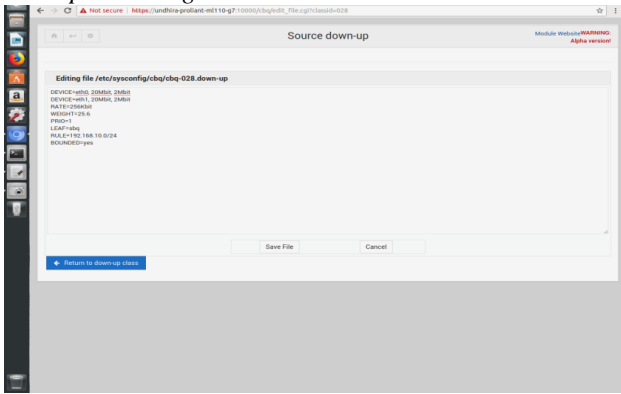 Not secure | https://undhira-proliant-ml110-g7:10000/cbq/edit_file.cgi?classid=028
Source down-up
Module Website WARNING:
Alpha version!
Editing file /etc/sysconfig/cbq/cbq-028.down-up
DEVICE=eth0, 20Mbit, 2Mbit
DEVICE=eth1, 20Mbit, 2Mbit
RATE=256Kbit
WEIGHT=25.6
PRIO=1
LEAF=sbq
RULE=192.168.10.0/24
BOUNDED=yes
Save File
Cancel
Return to down-up class